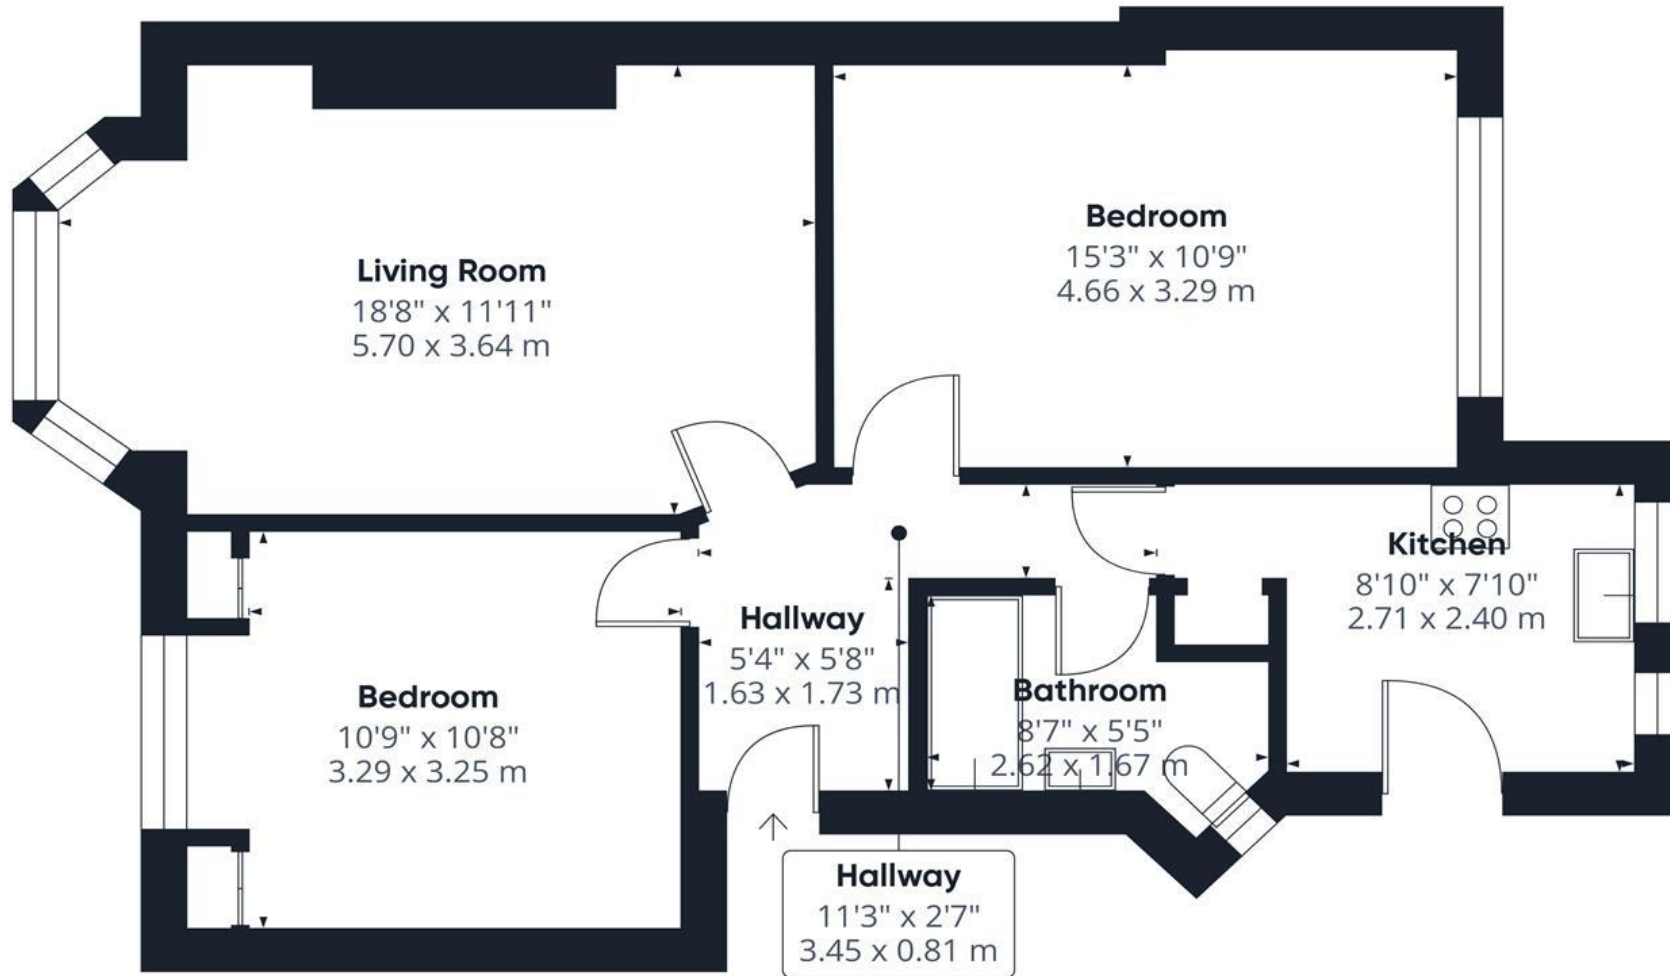 Living Room
18'8" x 11'11"
5.70 x 3.64 m
Bedroom
15'3" x 10'9"
4.66 x 3.29 m
Kitchen
8'10" x 7'10"
2.71 x 2.40 m
Hallway
5'4" x 5'8"
1.63 x 1.73 m
Bathroom
8'7" x 5'5"
2.62 x 1.67 m
Bedroom
10'9" x 10'8"
3.29 x 3.25 m
Hallway
11'3" x 2'7"
3.45 x 0.81 m